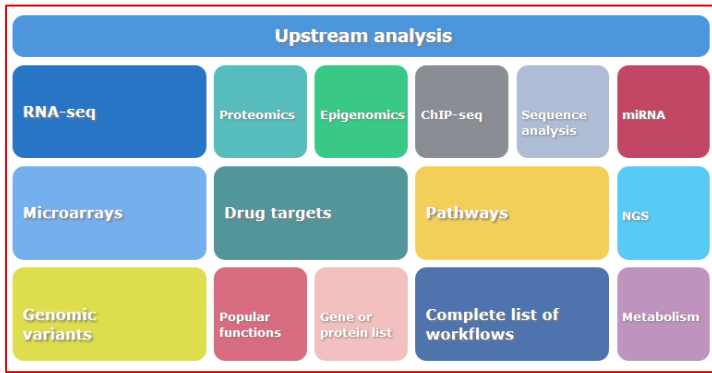 Upstream analysis
RNA-seq
Proteomics
Epigenomics
ChIP-seq
Sequence
analysis
miRNA
Microarrays
Drug targets
Pathways
NGS
Genomic
variants
Popular
functions
Gene or
protein list
Complete list of
workflows
Metabolism